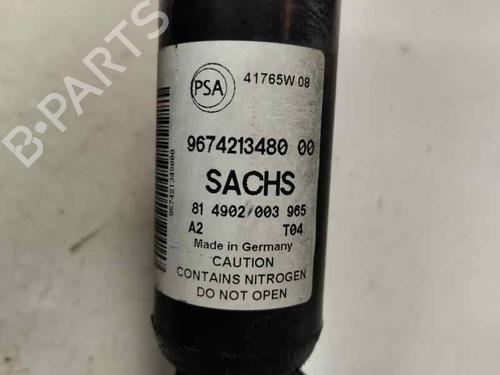 PSA
41765W 08
9674213480 00
SACHS
81 4902 003 965
A2 T04
Made in Germany
CAUTION
CONTAINS NITROGEN
DO NOT OPEN
967421348000
B-PARTS